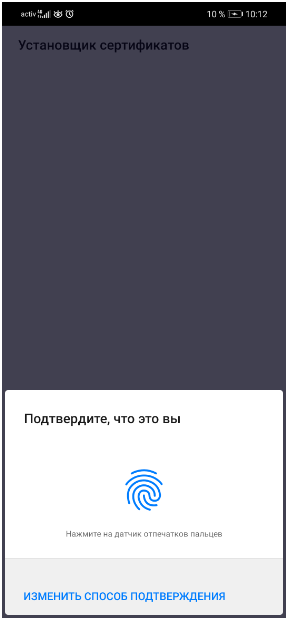 activ 10 % 10:12
Установщик сертификатов
Подтвердите, что это вы
Нажмите на датчик отпечатков пальцев
ИЗМЕНИТЬ СПОСОБ ПОДТВЕРЖДЕНИЯ